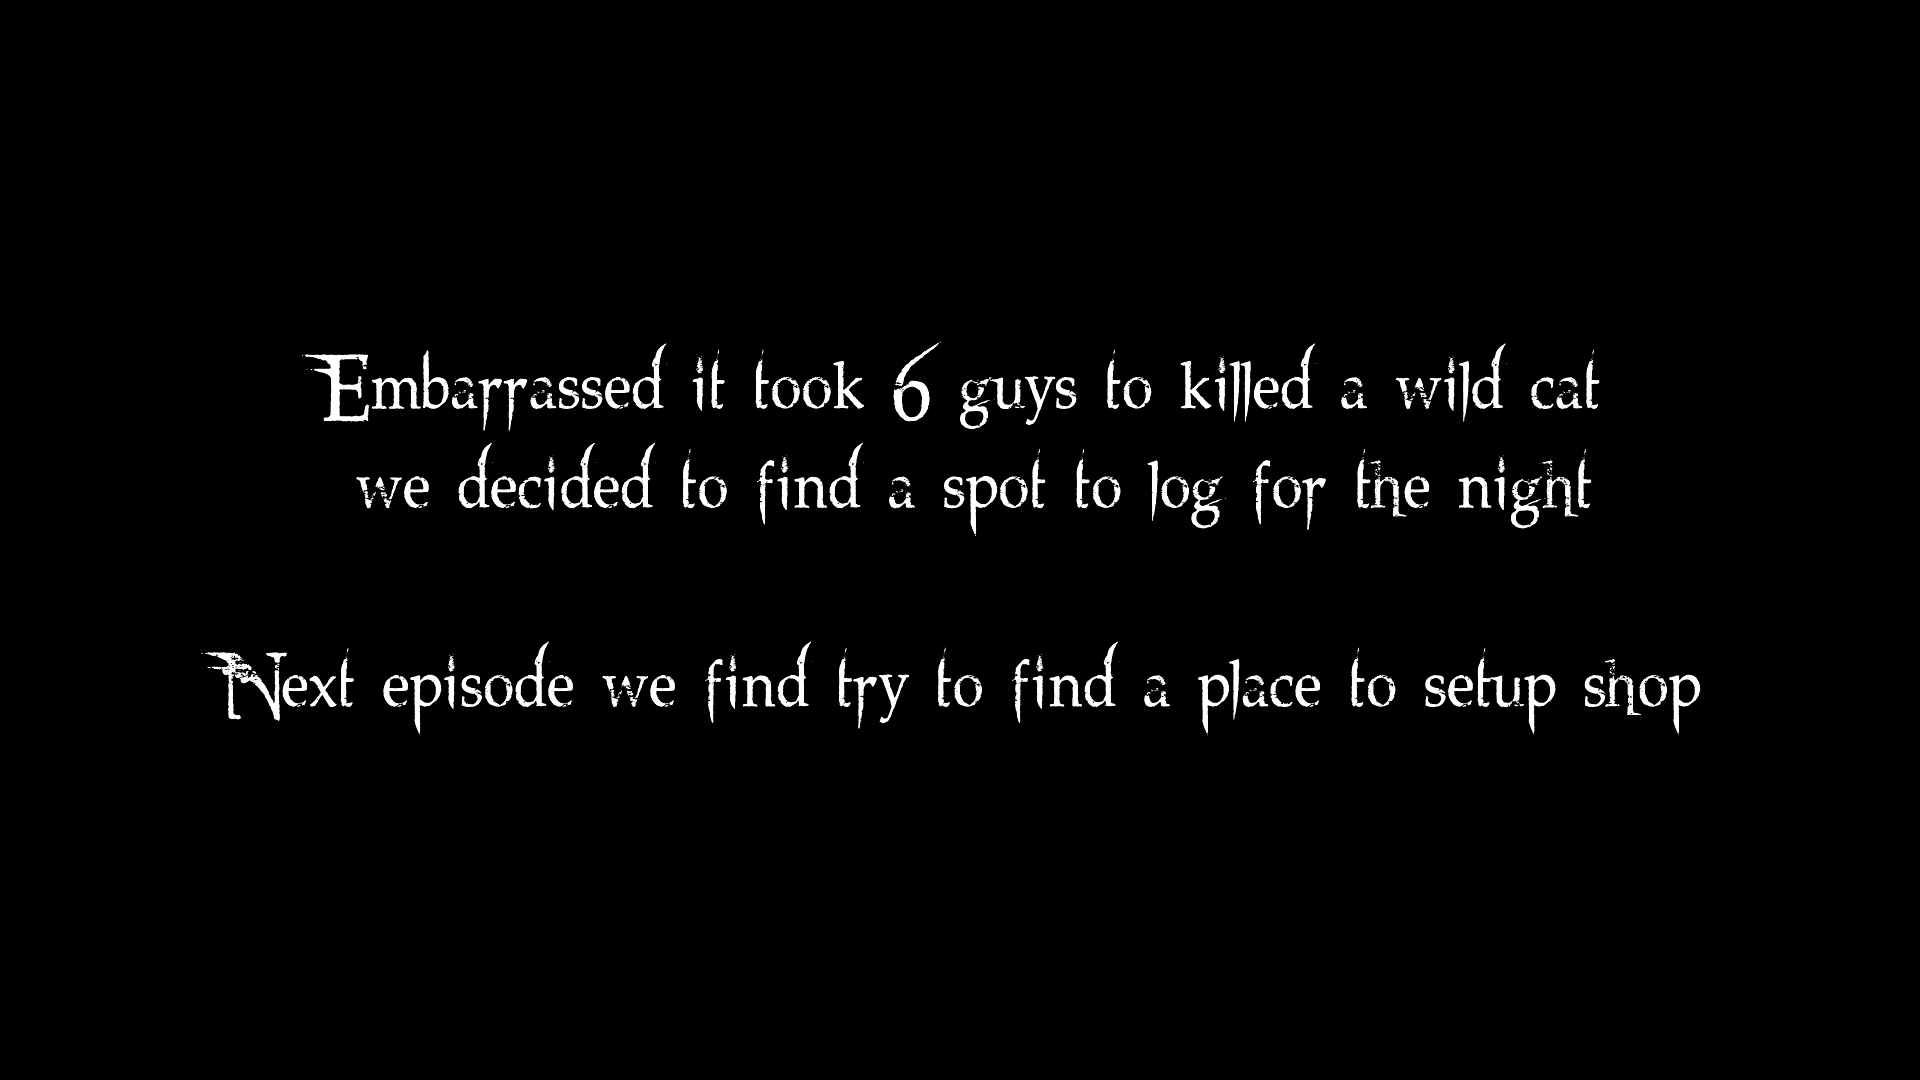 Embarrassed it took 6 guys to killed a wild cat
we decided to find a spot to log for the night
Next episode we find try to find a place to setup shop